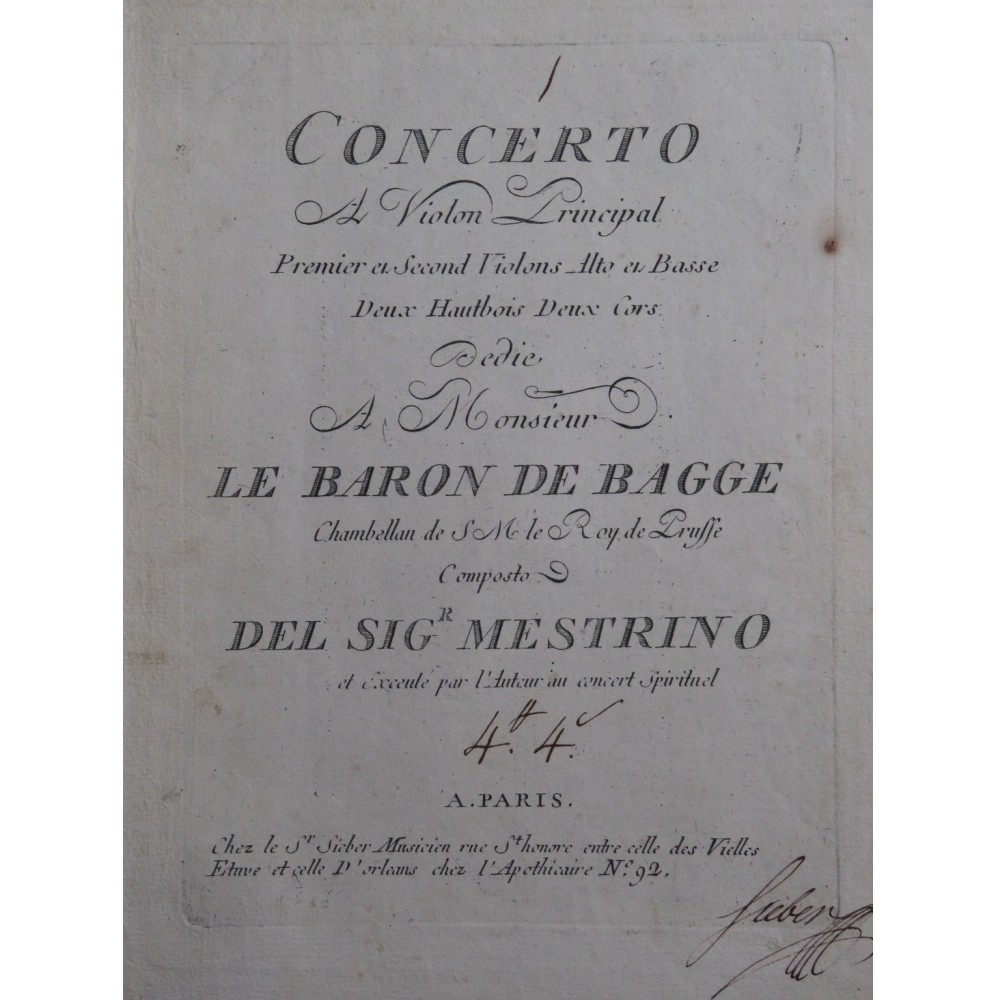 1
CONCERTO
A Violon Principal
Premier et Second Violons Alto et Basse
Deux Hautbois Deux Cors
Dedie
A Monsieur
LE BARON DE BAGGE
Chambellan de S M le Roy de Prusse
Composto
DEL SIGR MESTRINO
et Execulé par l'Auteur au concert Spirituel
4tt. 4.
A. PARIS.
Chez le Sr Sieber Musicien rue St honore entre celle des Vielles
Etuve et celle D'orleans chez l'Apothicaire No. 92.
Sieber